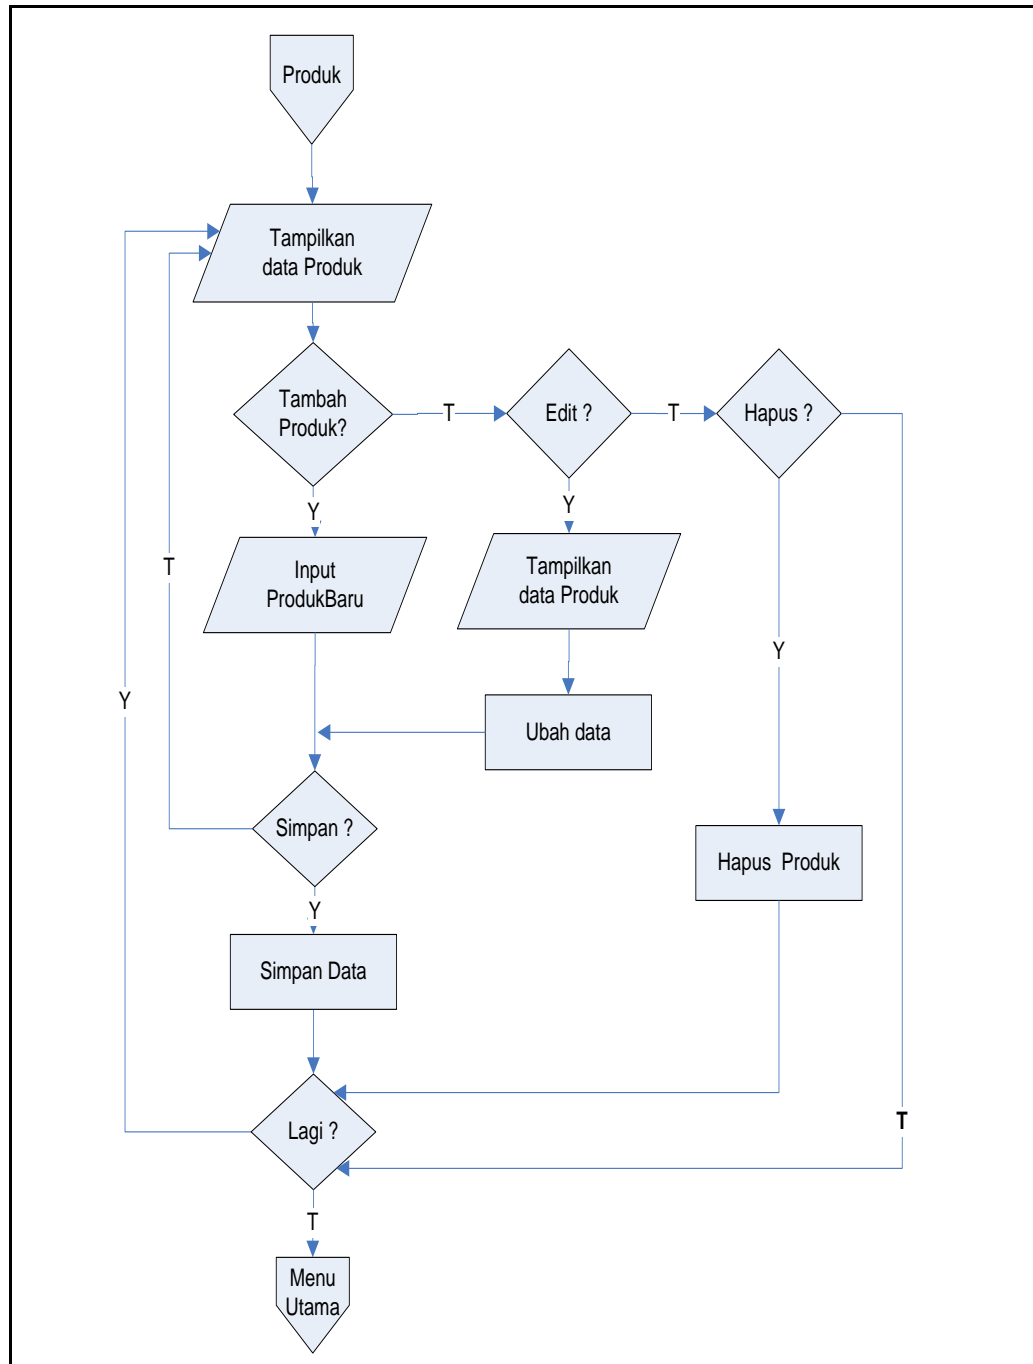 Produk
Tampilkan
data Produk
Tambah
Produk?
T
Edit ?
T
Hapus ?
Y
Y
Input
ProdukBaru
Tampilkan
data Produk
T
Y
Y
Ubah data
Simpan ?
Hapus  Produk
Y
Simpan Data
Lagi ?
T
T
Menu
Utama